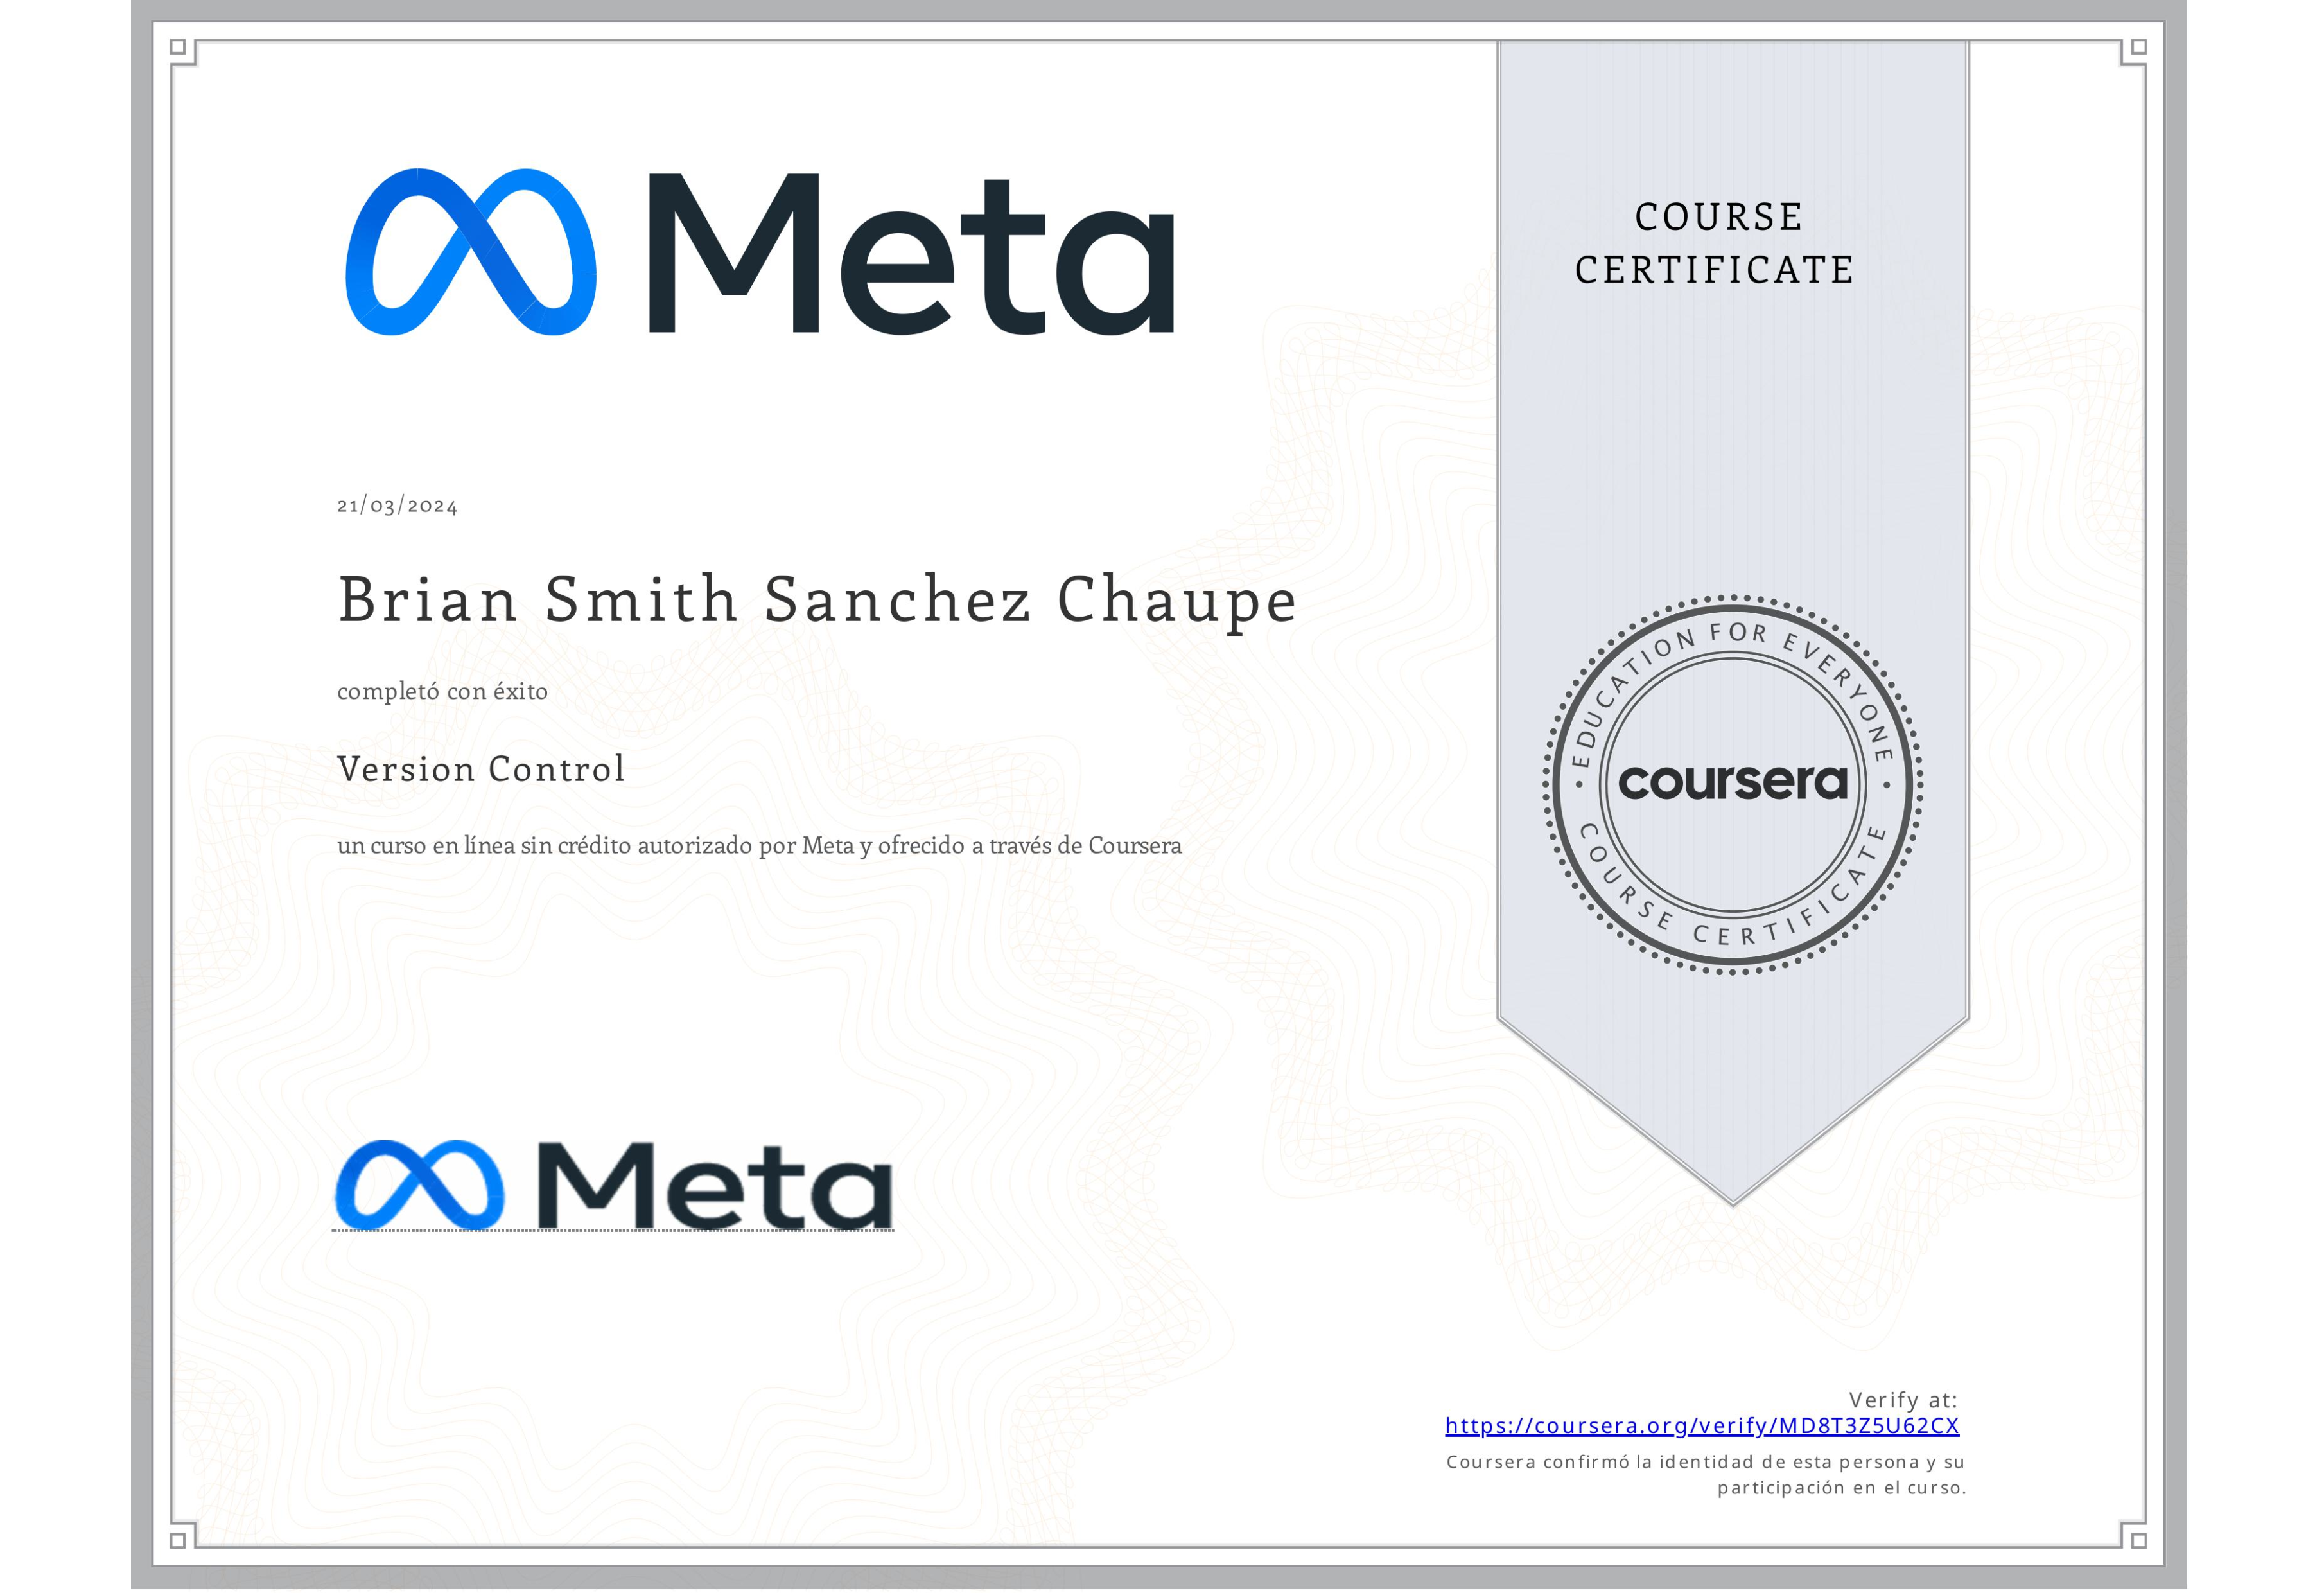 Meta
COURSE
CERTIFICATE
21/03/2024
Brian Smith Sanchez Chaupe
completó con éxito
Version Control
un curso en línea sin crédito autorizado por Meta y ofrecido a través de Coursera
EDUCATION FOR EVERYONE
coursera
COURSE CERTIFICATE
Meta
Verify at:
https://coursera.org/verify/MD8T3Z5U62CX
Coursera confirmó la identidad de esta persona y su
participación en el curso.